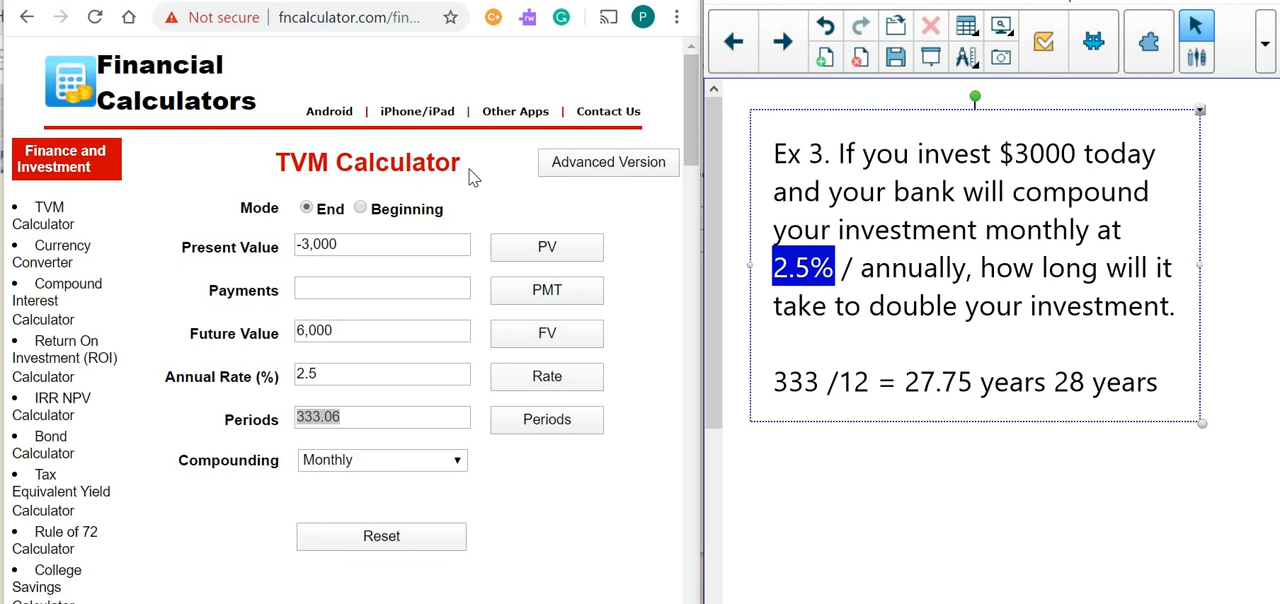 Not secure | fncalculator.com/fin...
P
Financial
Calculators
Android | iPhone/iPad | Other Apps | Contact Us
Finance and
Investment
TVM
Calculator
Currency
Converter
Compound
Interest
Calculator
Return On
Investment (ROI)
Calculator
IRR NPV
Calculator
Bond
Calculator
Tax
Equivalent Yield
Calculator
Rule of 72
Calculator
College
Savings
TVM Calculator
Advanced Version
Mode End Beginning
Present Value -3,000 PV
Payments PMT
Future Value 6,000 FV
Annual Rate (%) 2.5 Rate
Periods 333.06 Periods
Compounding Monthly
Reset
Ex 3. If you invest $3000 today
and your bank will compound
your investment monthly at
2.5% / annually, how long will it
take to double your investment.
333 /12 = 27.75 years 28 years